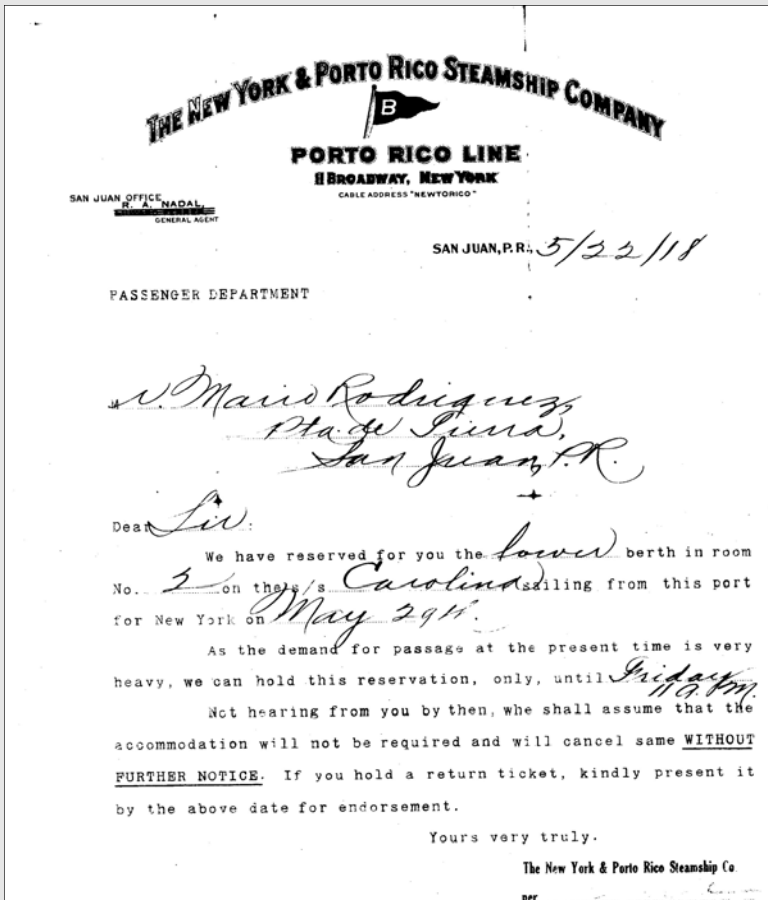 THE NEW YORK & PORTO RICO STEAMSHIP COMPANY
B
PORTO RICO LINE
11 BROADWAY, NEW YORK
CABLE ADDRESS "NEWTORICO"
SAN JUAN OFFICE
R. A. NADAL,
GENERAL AGENT
SAN JUAN, P.R., 5/22/18
PASSENGER DEPARTMENT
Mario Rodriguez,
Pta. de Tierra,
San Juan, P.R.
Dear Sir:
We have reserved for you the lower berth in room
No. 2 on the s/s Carolina sailing from this port
for New York on May 29th.
As the demand for passage at the present time is very
heavy, we can hold this reservation, only, until Friday
11 A.M.
Not hearing from you by then, whe shall assume that the
accommodation will not be required and will cancel same WITHOUT
FURTHER NOTICE. If you hold a return ticket, kindly present it
by the above date for endorsement.
Yours very truly.
The New York & Porto Rico Steamship Co.
per